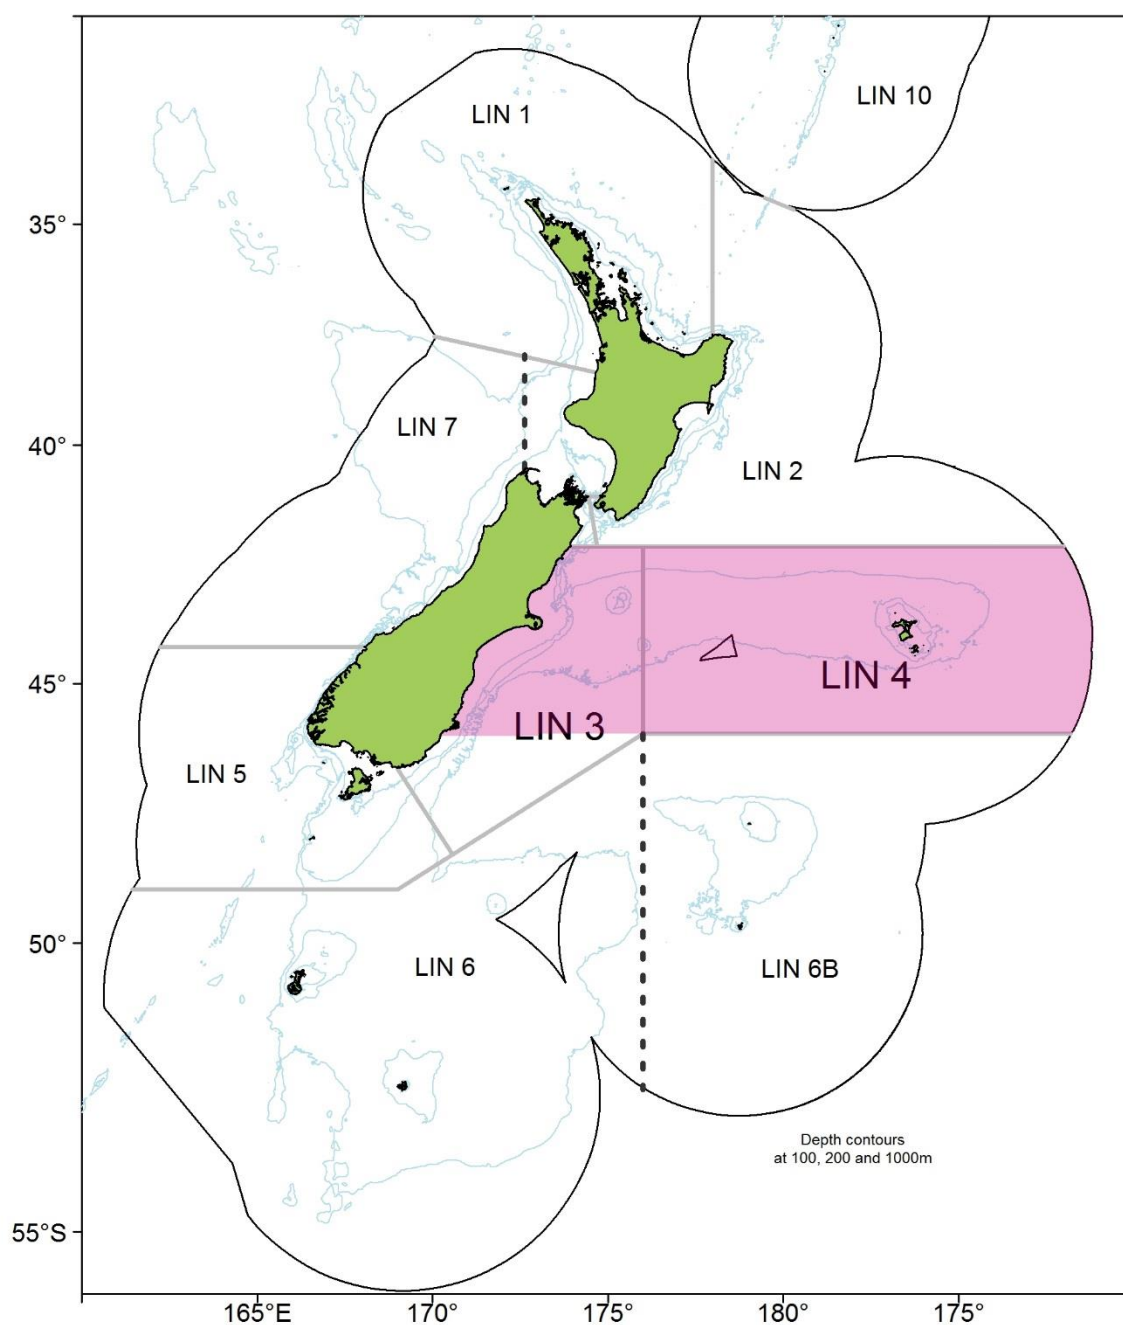 LIN 10
LIN 1
35°
LIN 7
40°
LIN 2
45°
LIN 4
LIN 3
LIN 5
50°
LIN 6
LIN 6B
Depth contours
at 100, 200 and 1000m
55°S
165°E
170°
175°
180°
175°